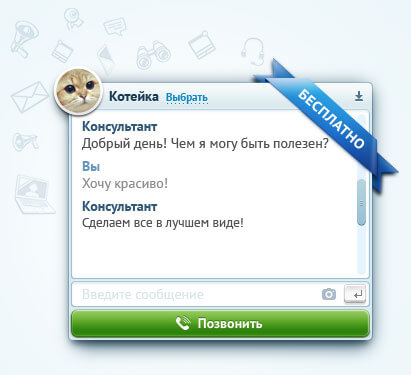 Котейка Выбрать
БЕСПЛАТНО
Консультант
Добрый день! Чем я могу быть полезен?
Вы
Хочу красиво!
Консультант
Сделаем все в лучшем виде!
Введите сообщение
Позвонить